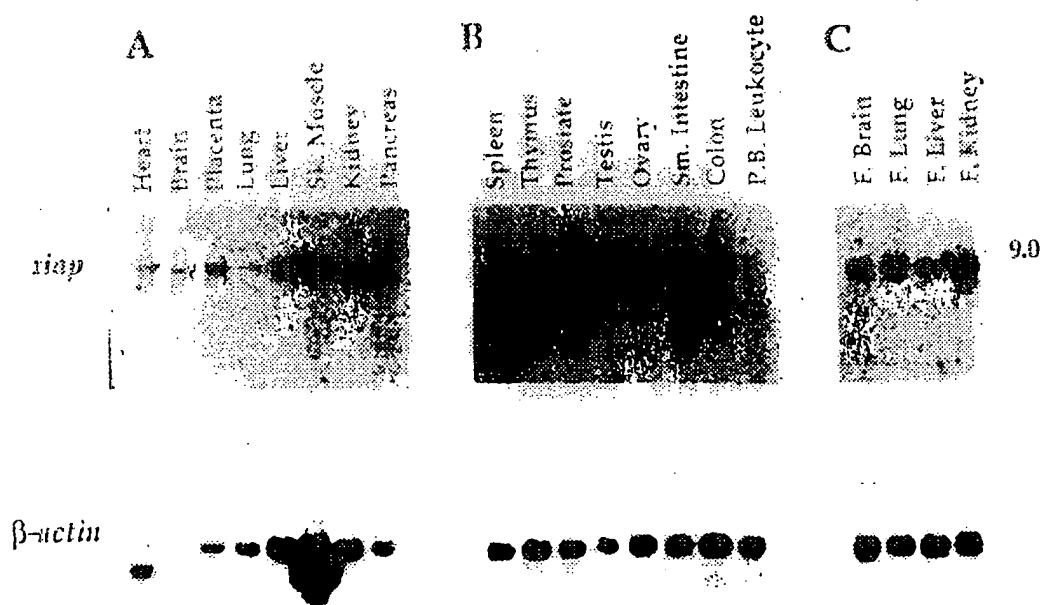 A B C
Heart
Brain
Placenta
Lung
Liver
Sk. Muscle
Kidney
Pancreas
Spleen
Thymus
Prostate
Testis
Ovary
Sm. Intestine
Colon
P.B. Leukocyte
F. Brain
F. Lung
F. Liver
F. Kidney
xiap
9.0
β-actin